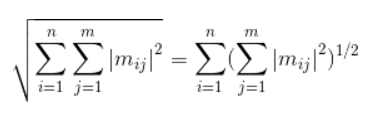 $\sqrt{\sum_{i=1}^{n} \sum_{j=1}^{m} |m_{ij}|^2} = \sum_{i=1}^{n} (\sum_{j=1}^{m} |m_{ij}|^2)^{1/2}$